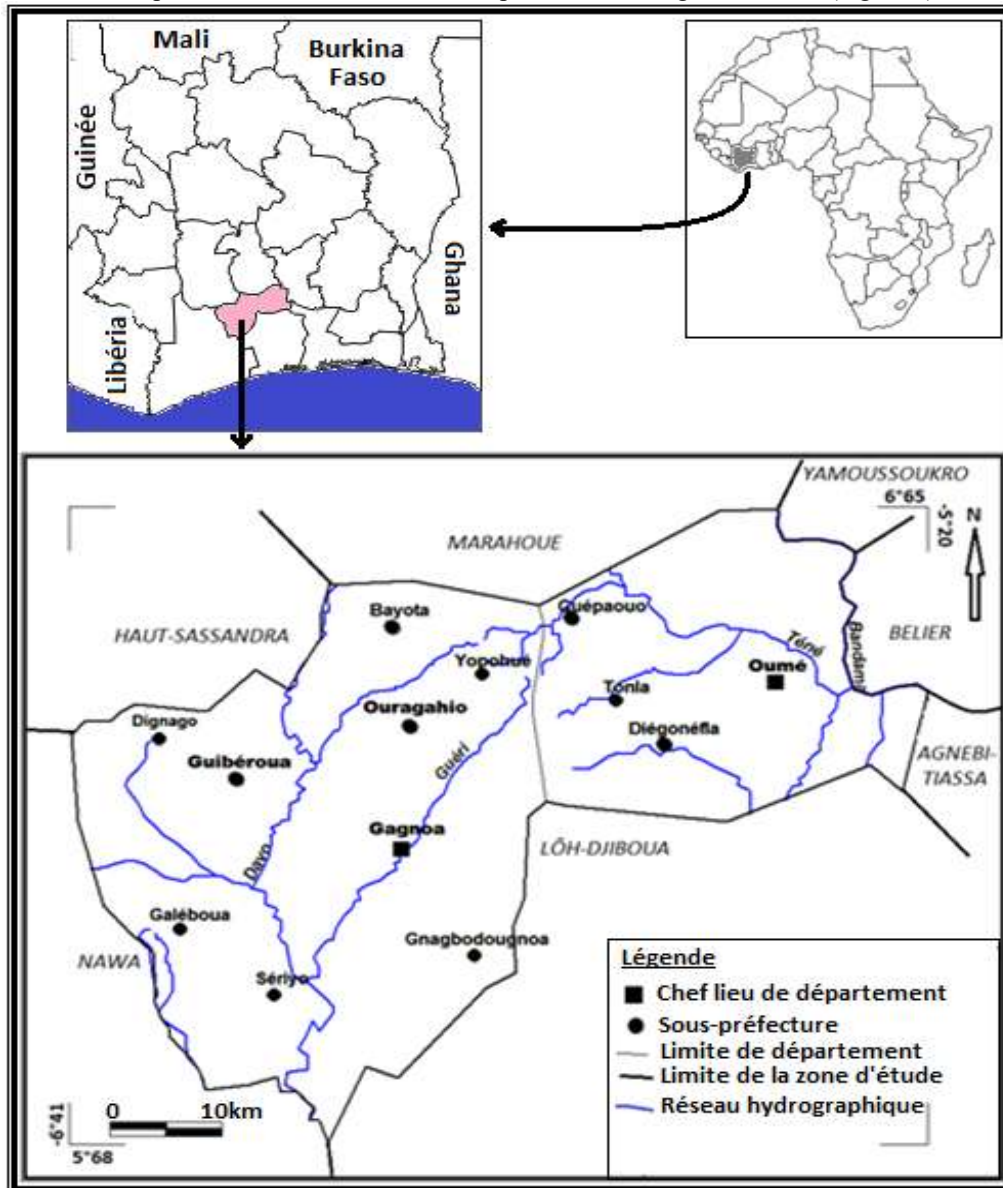 Mali
Burkina
Faso
Guinée
Ghana
Libéria
YAMOUSSOUKRO
6°65
-5°20
N
MARAHOUE
HAUT-SASSANDRA
Bayota
Guépaouo
BELIER
Bandama
Téné
Yopohué
Oumé
Tonla
Ouragahio
Dignago
Diégonéfla
Guibéroua
Guéri
AGNEBI-
TIASSA
Gagnoa
LÔH-DJIBOUA
Davo
Galéboua
Gnagbodougnoa
NAWA
Sériyo
Légende
Chef lieu de département
Sous-préfecture
Limite de département
Limite de la zone d'étude
Réseau hydrographique
0 10km
-6°41
5°68